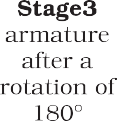 Stage3
armature
after a
rotation of
180°